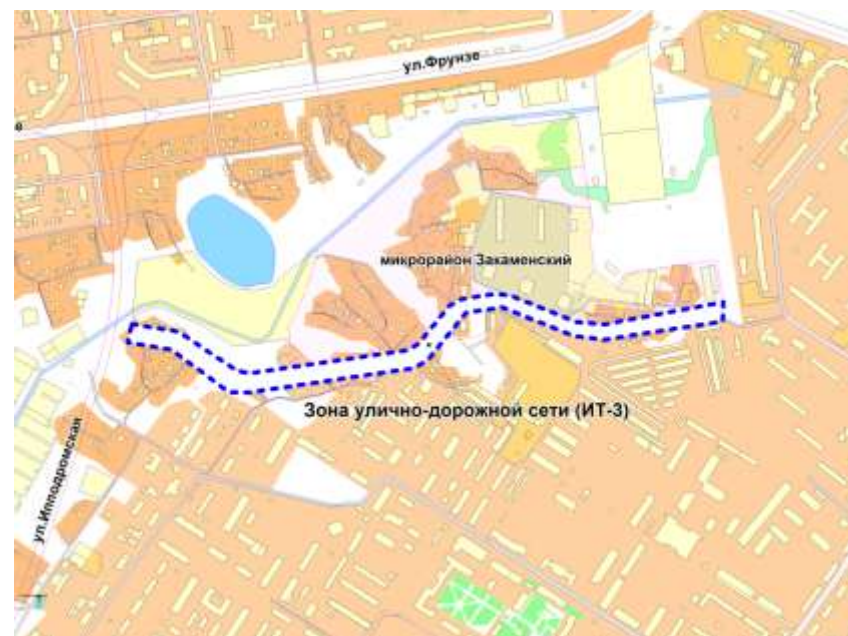 ул.Фрунзе
е
микрорайон Закаменский
Зона улично-дорожной сети (ИТ-3)
ул.Ипподромская